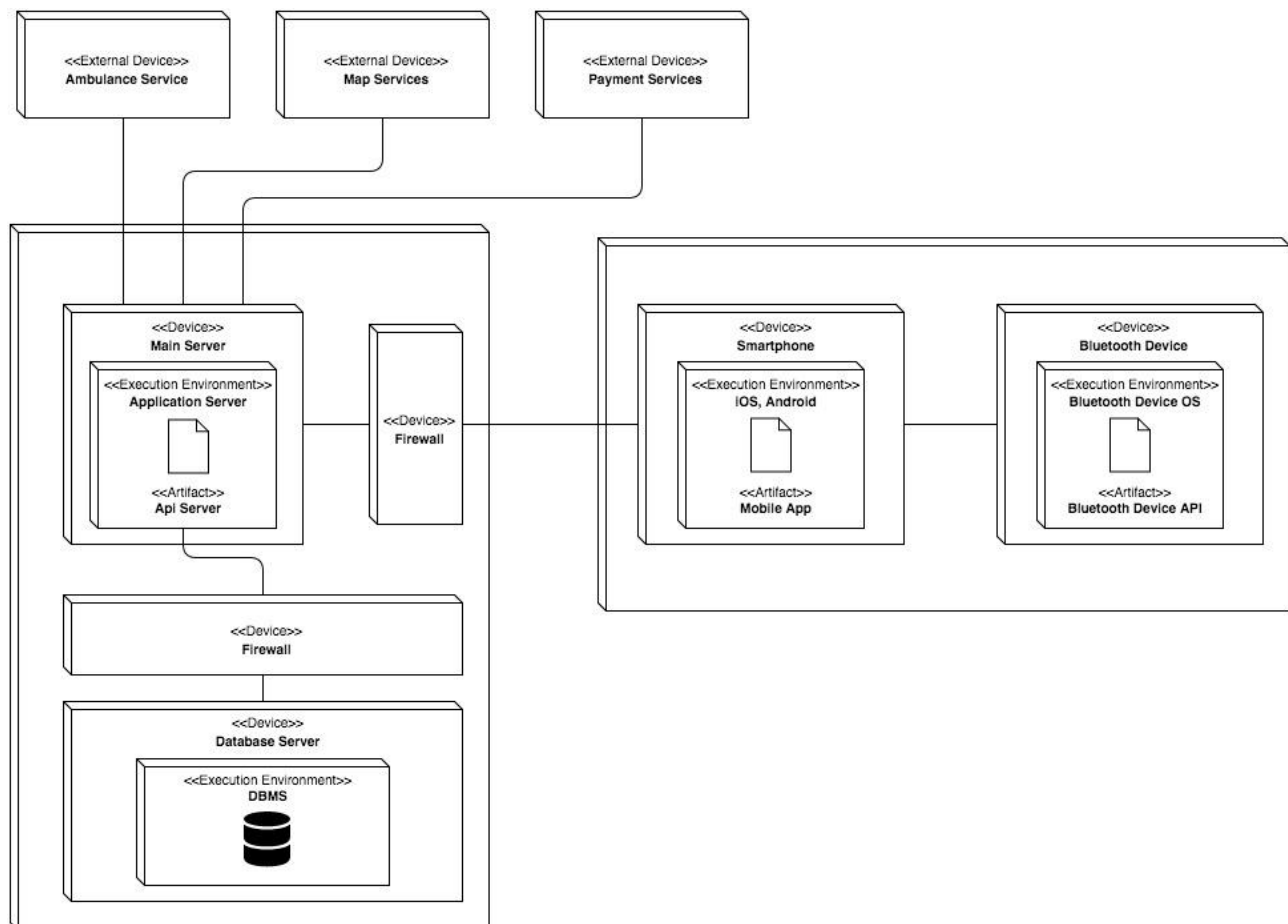 <<External Device>>
Ambulance Service
<<External Device>>
Map Services
<<External Device>>
Payment Services
<<Device>>
Main Server
<<Execution Environment>>
Application Server
<<Artifact>>
Api Server
<<Device>>
Firewall
<<Device>>
Smartphone
<<Execution Environment>>
iOS, Android
<<Artifact>>
Mobile App
<<Device>>
Bluetooth Device
<<Execution Environment>>
Bluetooth Device OS
<<Artifact>>
Bluetooth Device API
<<Device>>
Firewall
<<Device>>
Database Server
<<Execution Environment>>
DBMS